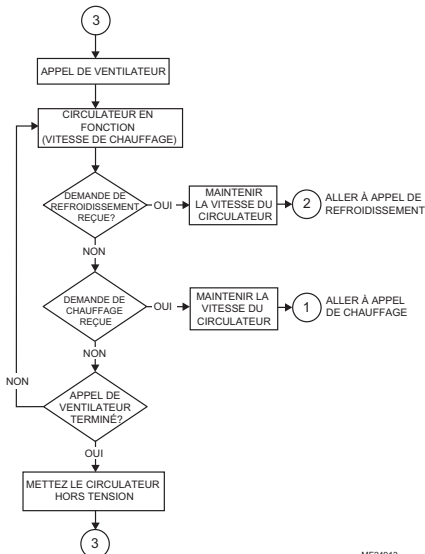 3
APPEL DE VENTILATEUR
CIRCULATEUR EN
FONCTION
(VITESSE DE CHAUFFAGE)
DEMANDE DE
REFROIDISSEMENT
REÇUE?
OUI
MAINTENIR
LA VITESSE DU
CIRCULATEUR
2
ALLER À APPEL DE
REFROIDISSEMENT
NON
DEMANDE DE
CHAUFFAGE
REÇUE
OUI
MAINTENIR LA
VITESSE DU
CIRCULATEUR
1
ALLER À APPEL
DE CHAUFFAGE
NON
NON
APPEL DE
VENTILATEUR
TERMINÉ?
OUI
METTEZ LE CIRCULATEUR
HORS TENSION
3